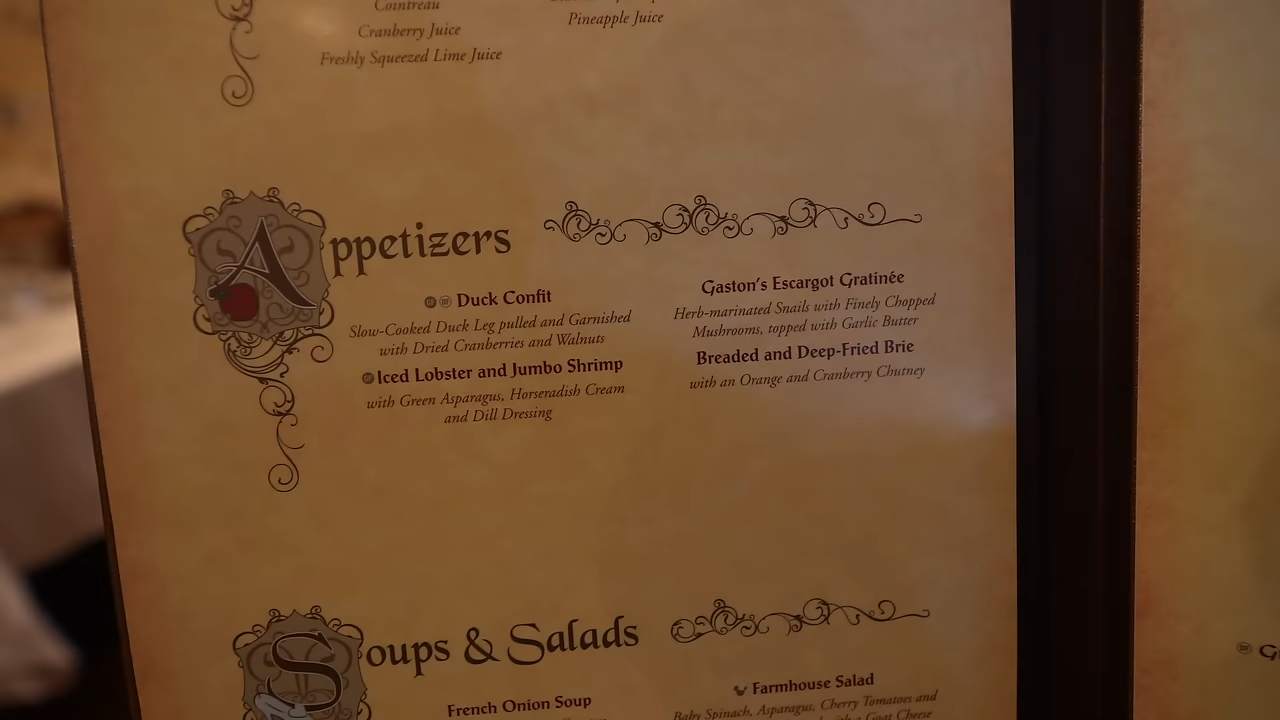 Cointreau
Cranberry Juice
Freshly Squeezed Lime Juice
Pineapple Juice
Appetizers
Duck Confit
Slow-Cooked Duck Leg pulled and Garnished
with Dried Cranberries and Walnuts
Iced Lobster and Jumbo Shrimp
with Green Asparagus, Horseradish Cream
and Dill Dressing
Gaston's Escargot Gratinée
Herb-marinated Snails with Finely Chopped
Mushrooms, topped with Garlic Butter
Breaded and Deep-Fried Brie
with an Orange and Cranberry Chutney
Soups & Salads
French Onion Soup
Farmhouse Salad
Baby Spinach, Asparagus, Cherry Tomatoes and
with a Goat Cheese